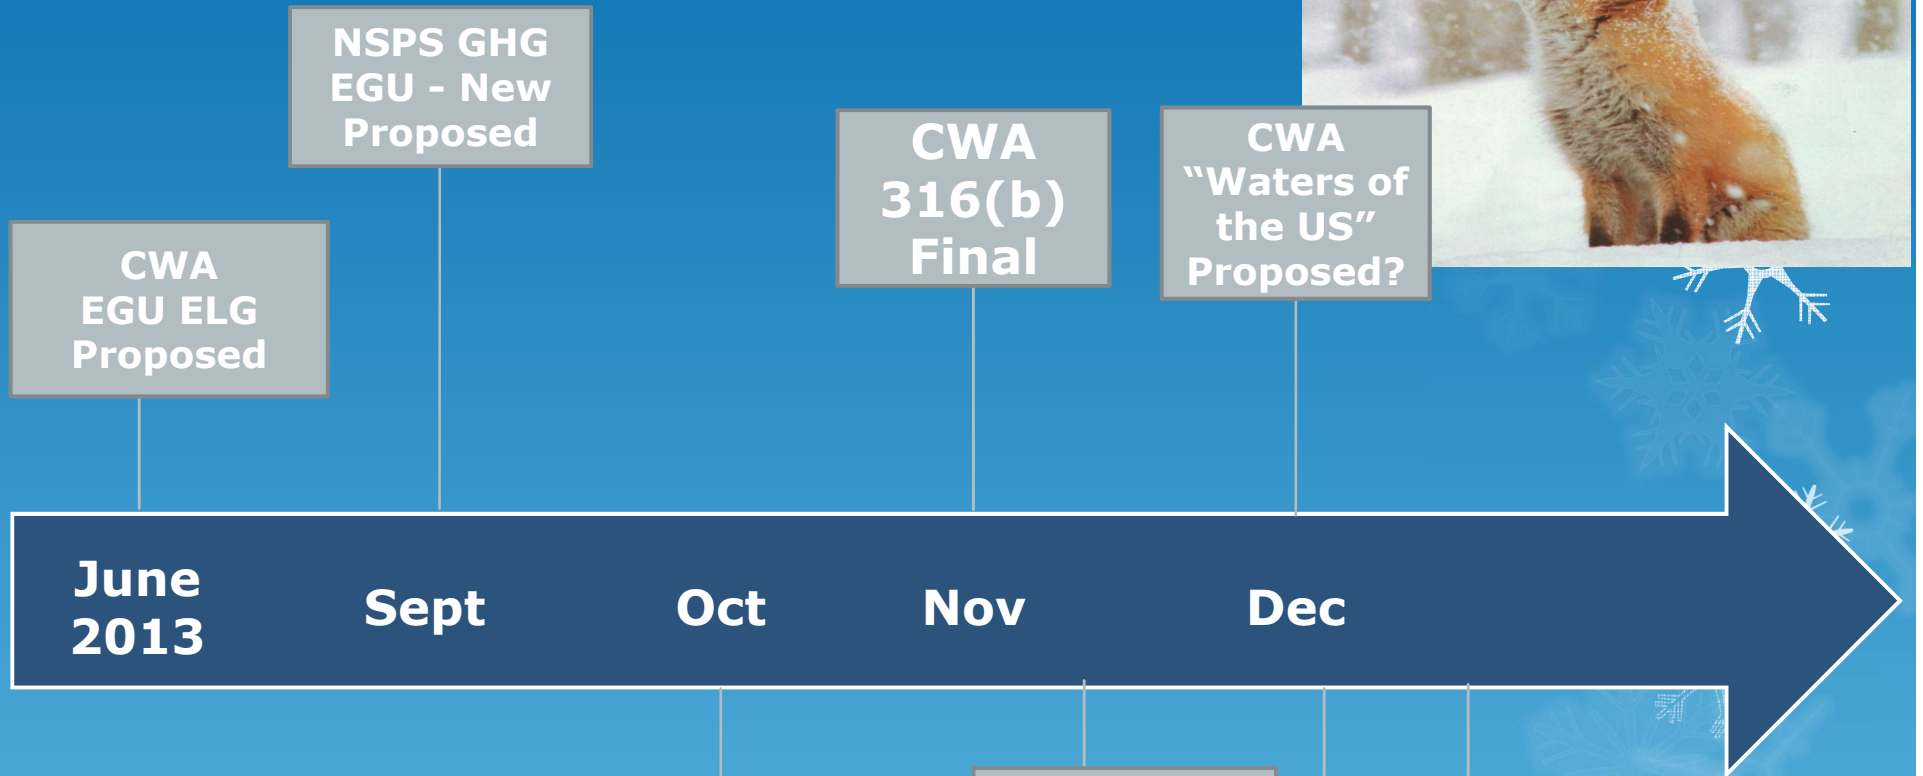 NSPS GHG
EGU - New
Proposed
CWA
316(b)
Final
CWA
“Waters of
the US”
Proposed?
CWA
EGU ELG
Proposed
June
2013
Sept
Oct
Nov
Dec